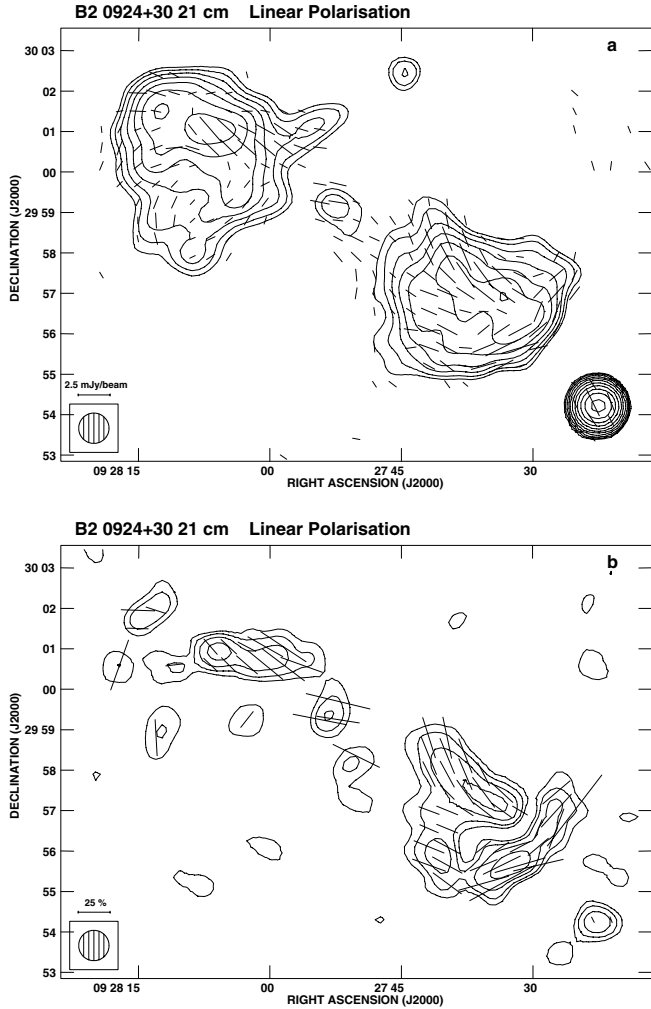 B2 0924+30 21 cm Linear Polarisation
a
30 03
02
01
00
29 59
58
57
56
55
54
53
DECLINATION (J2000)
2.5 mJy/beam
09 28 15
00
27 45
30
RIGHT ASCENSION (J2000)
B2 0924+30 21 cm Linear Polarisation
b
30 03
02
01
00
29 59
58
57
56
55
54
53
DECLINATION (J2000)
25 %
09 28 15
00
27 45
30
RIGHT ASCENSION (J2000)